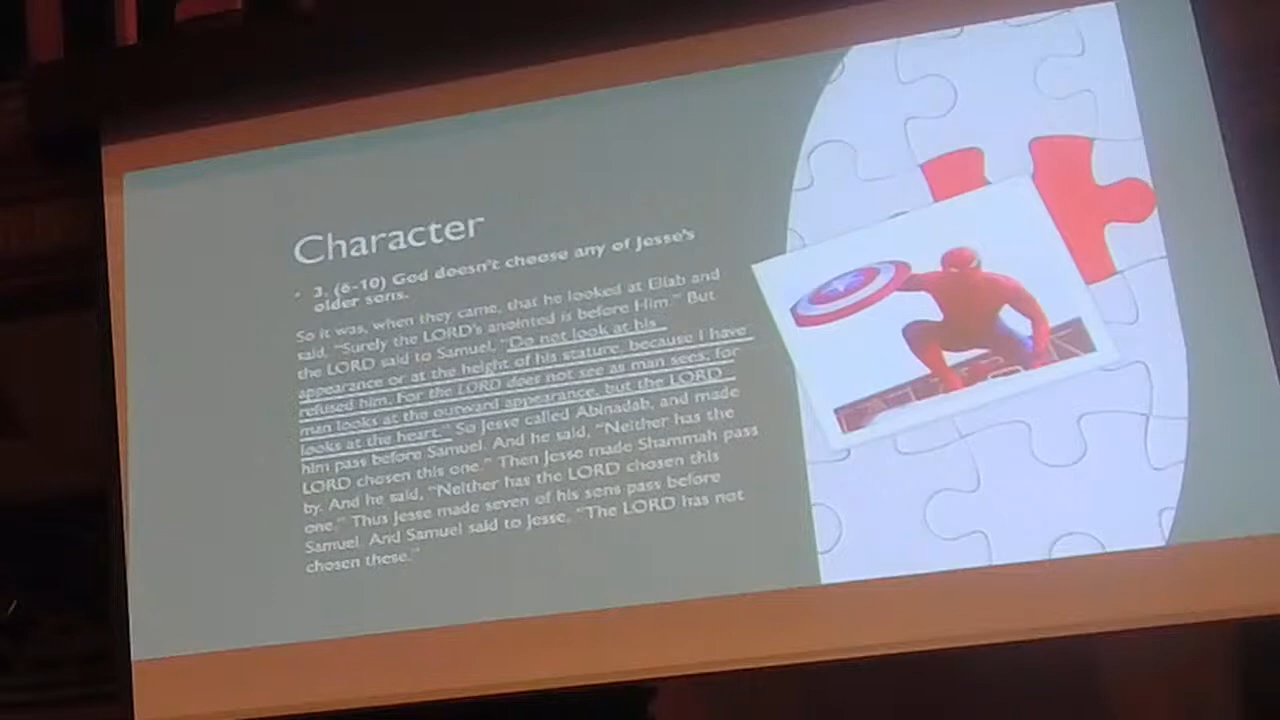 Character
• 3. (6-10) God doesn't choose any of Jesse's
older sons.
So it was, when they came, that he looked at Eliab and
said, "Surely the LORD's anointed is before Him." But
the LORD said to Samuel, "Do not look at his
appearance or at the height of his stature, because I have
refused him. For the LORD does not see as man sees; for
man looks at the outward appearance, but the LORD
looks at the heart." So Jesse called Abinadab, and made
him pass before Samuel. And he said, "Neither has the
LORD chosen this one." Then Jesse made Shammah pass
by. And he said, "Neither has the LORD chosen this
one." Thus Jesse made seven of his sons pass before
Samuel. And Samuel said to Jesse, "The LORD has not
chosen these."